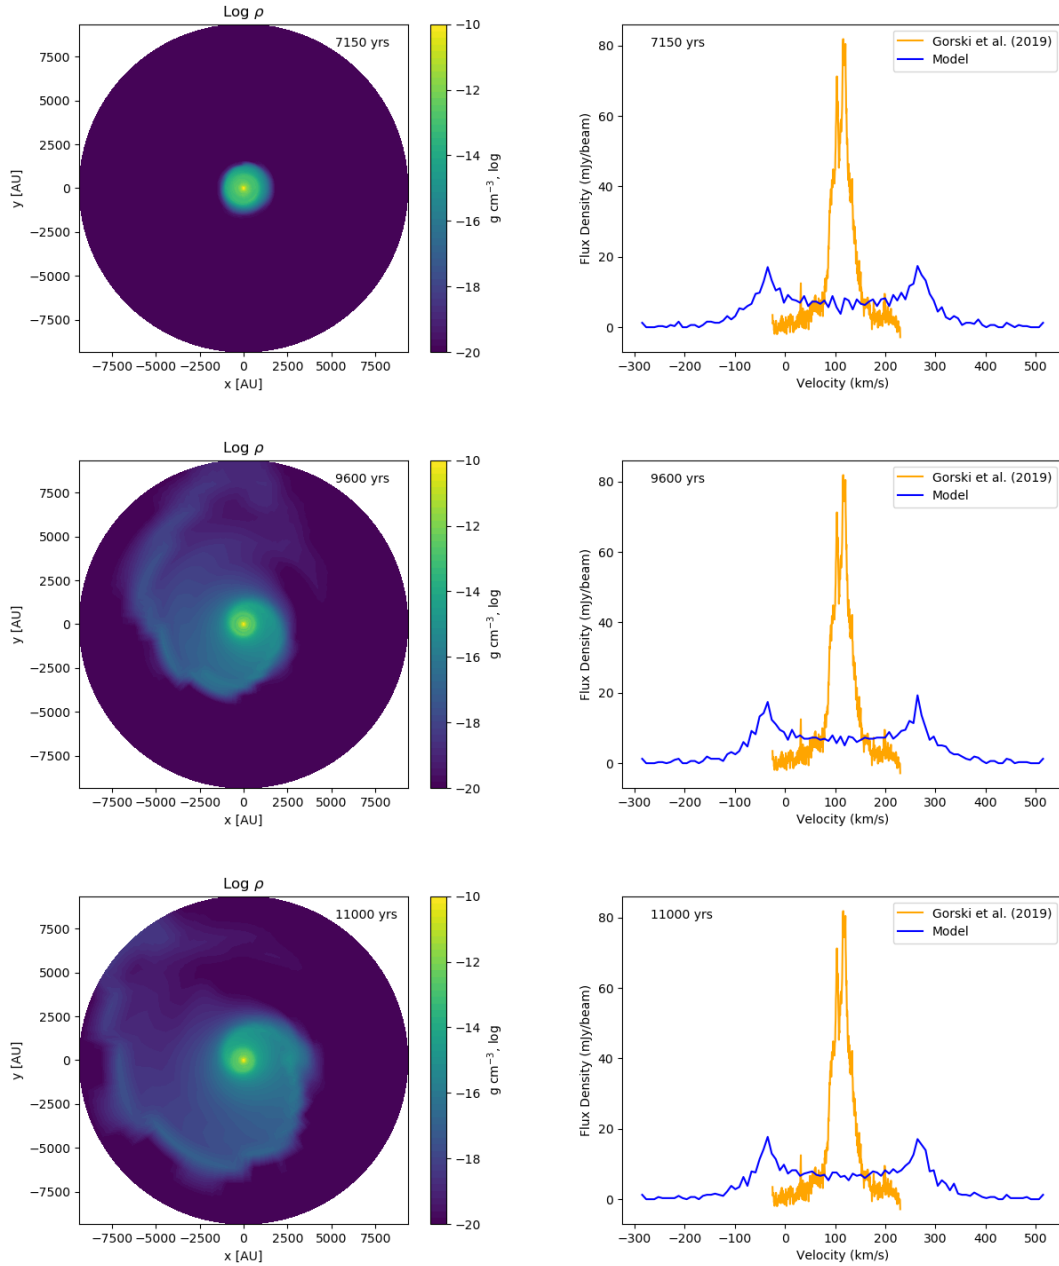 Log ρ
7150 yrs
7500
5000
2500
0
−2500
−5000
−7500
y [AU]
−7500 −5000 −2500 0 2500 5000 7500
x [AU]
−10
−12
−14
−16
−18
−20
g cm⁻³, log
7150 yrs
Gorski et al. (2019)
Model
80
60
40
20
0
Flux Density (mJy/beam)
−300 −200 −100 0 100 200 300 400 500
Velocity (km/s)
Log ρ
9600 yrs
7500
5000
2500
0
−2500
−5000
−7500
y [AU]
−7500 −5000 −2500 0 2500 5000 7500
x [AU]
−10
−12
−14
−16
−18
−20
g cm⁻³, log
9600 yrs
Gorski et al. (2019)
Model
80
60
40
20
0
Flux Density (mJy/beam)
−300 −200 −100 0 100 200 300 400 500
Velocity (km/s)
Log ρ
11000 yrs
7500
5000
2500
0
−2500
−5000
−7500
y [AU]
−7500 −5000 −2500 0 2500 5000 7500
x [AU]
−10
−12
−14
−16
−18
−20
g cm⁻³, log
11000 yrs
Gorski et al. (2019)
Model
80
60
40
20
0
Flux Density (mJy/beam)
−300 −200 −100 0 100 200 300 400 500
Velocity (km/s)